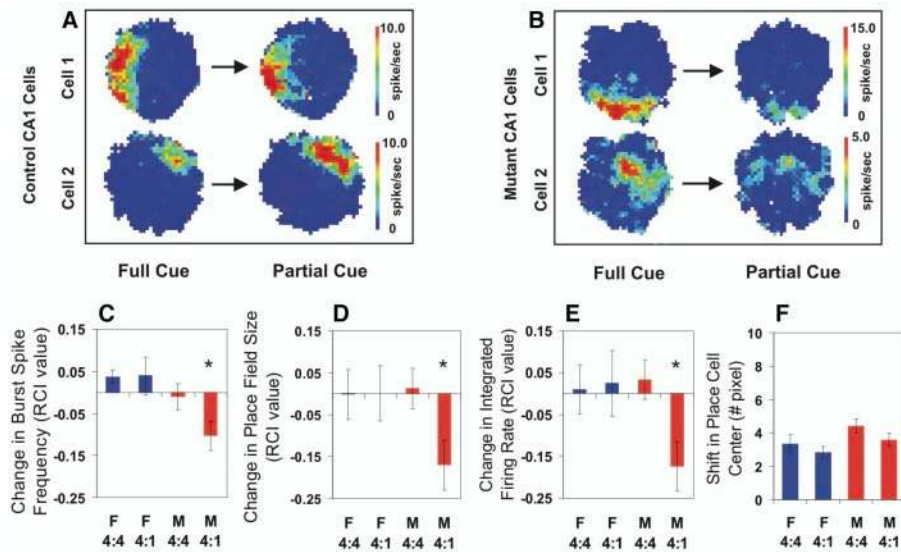 A
B
Control CA1 Cells
Cell 1
Cell 2
10.0
spike/sec
0
10.0
spike/sec
0
Mutant CA1 Cells
Cell 1
Cell 2
15.0
spike/sec
0
5.0
spike/sec
0
Full Cue
Partial Cue
Full Cue
Partial Cue
C
Change in Burst Spike
Frequency (RCI value)
0.15
0.05
-0.05
-0.15
-0.25
*
F F M M
4:4 4:1 4:4 4:1
D
Change in Place Field Size
(RCI value)
0.15
0.05
-0.05
-0.15
-0.25
*
F F M M
4:4 4:1 4:4 4:1
E
Change in Integrated
Firing Rate (RCI value)
0.15
0.05
-0.05
-0.15
-0.25
*
F F M M
4:4 4:1 4:4 4:1
F
Shift in Place Cell
Center (# pixel)
10
8
6
4
2
0
F F M M
4:4 4:1 4:4 4:1